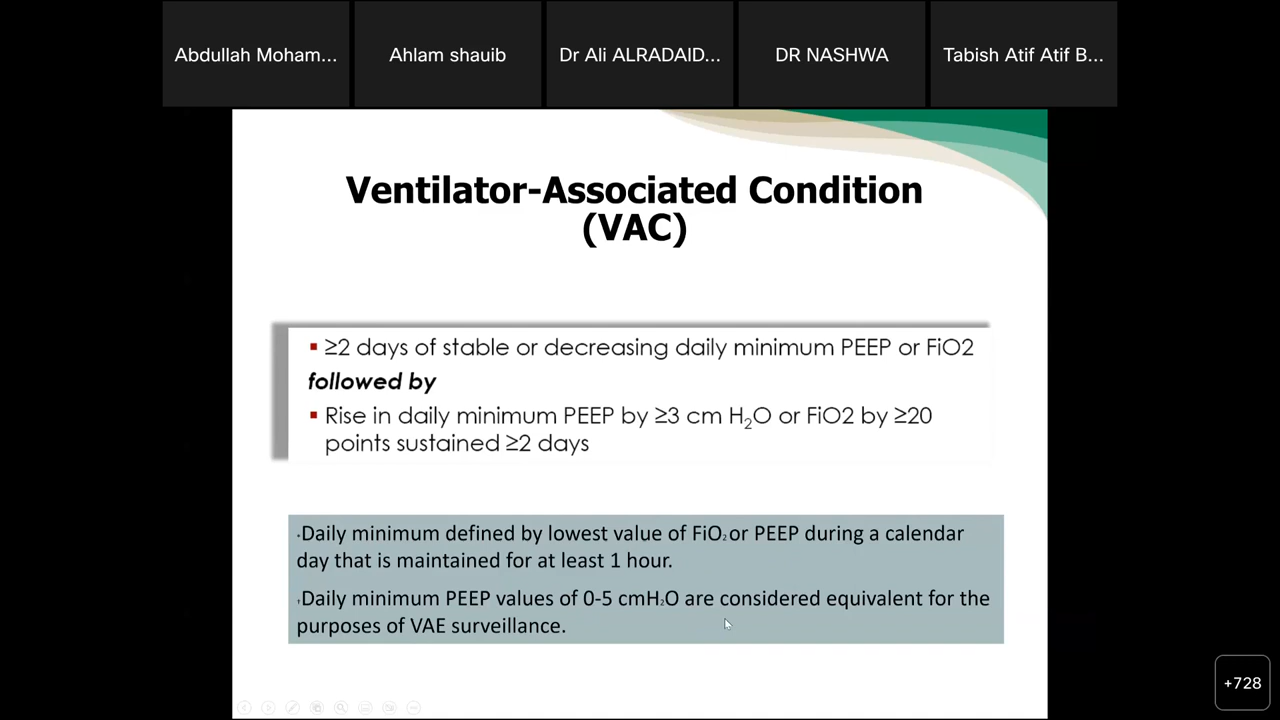 Abdullah Moham...
Ahlam shauib
Dr Ali ALRADAID...
DR NASHWA
Tabish Atif Atif B...
Ventilator-Associated Condition
(VAC)
▪ ≥2 days of stable or decreasing daily minimum PEEP or FiO2
followed by
▪ Rise in daily minimum PEEP by ≥3 cm H₂O or FiO2 by ≥20
points sustained ≥2 days
Daily minimum defined by lowest value of FiO₂ or PEEP during a calendar
day that is maintained for at least 1 hour.
Daily minimum PEEP values of 0-5 cmH₂O are considered equivalent for the
purposes of VAE surveillance.
+728